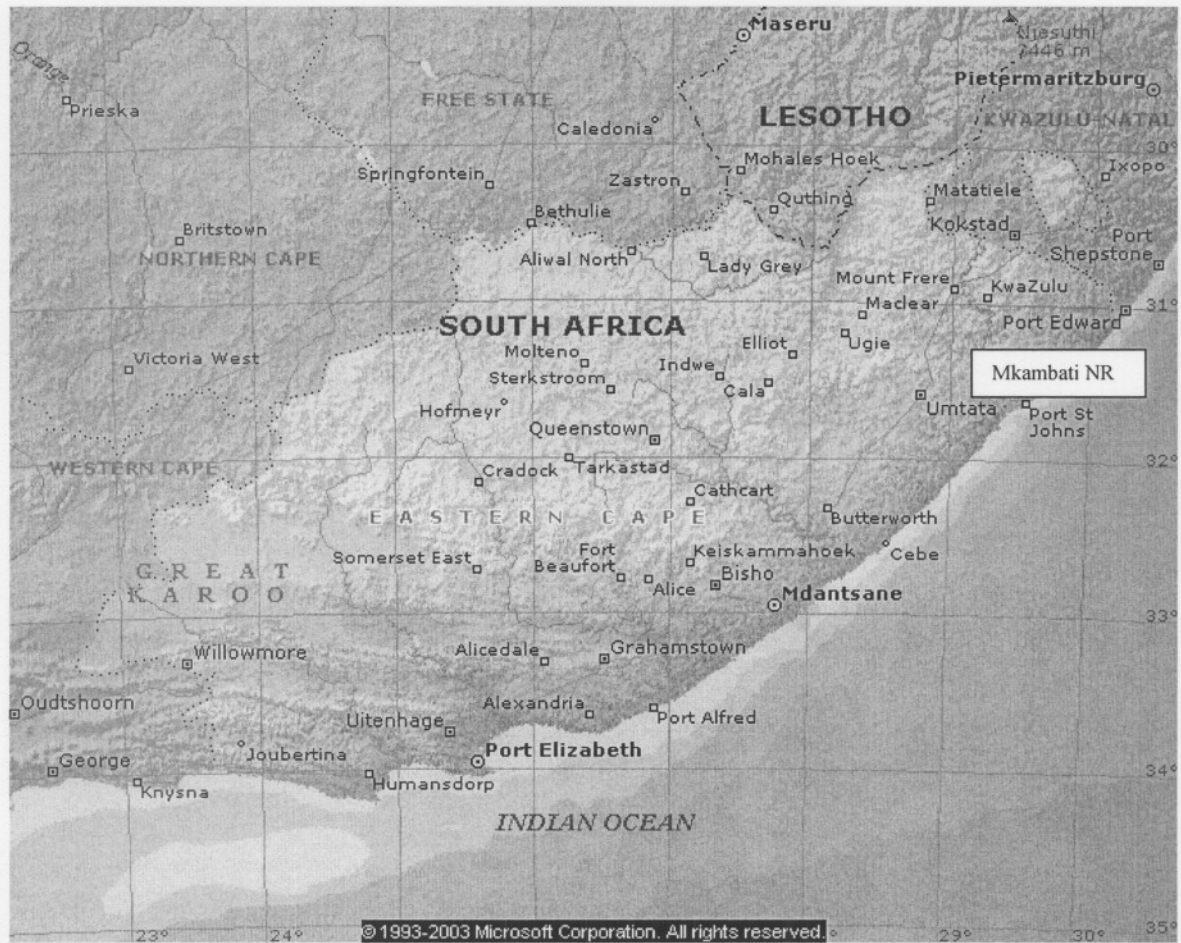 Maseru
Njesuthi
3446 m
Orange
Prieska
FREE STATE
Pietermaritzburg
Caledonia
LESOTHO
KWAZULU-NATAL
30°
Springfontein
Zastron
Mohales Hoek
Ixopo
Quthing
Matatiele
Bethulie
Kokstad
Britstown
NORTHERN CAPE
Aliwal North
Lady Grey
Port
Shepstone
Mount Frere
KwaZulu
31°
SOUTH AFRICA
Maclear
Port Edward
Victoria West
Molteno
Elliot
Ugie
Indwe
Mkambati NR
Sterkstroom
Cala
Hofmeyr
Umtata
Port St
Johns
Queenstown
WESTERN CAPE
Cradock
Tarkastad
32°
Cathcart
EASTERN CAPE
Butterworth
Somerset East
Fort
Beaufort
Keiskammahoek
Cebe
GREAT
KAROO
Alice
Bisho
Mdantsane
33°
Willowmore
Alicedale
Grahamstown
Oudtshoorn
Uitenhage
Alexandria
Port Alfred
George
Joubertina
Port Elizabeth
Knysna
Humansdorp
34°
INDIAN OCEAN
35°
23°
24°
© 1993-2003 Microsoft Corporation. All rights reserved.
29°
30°